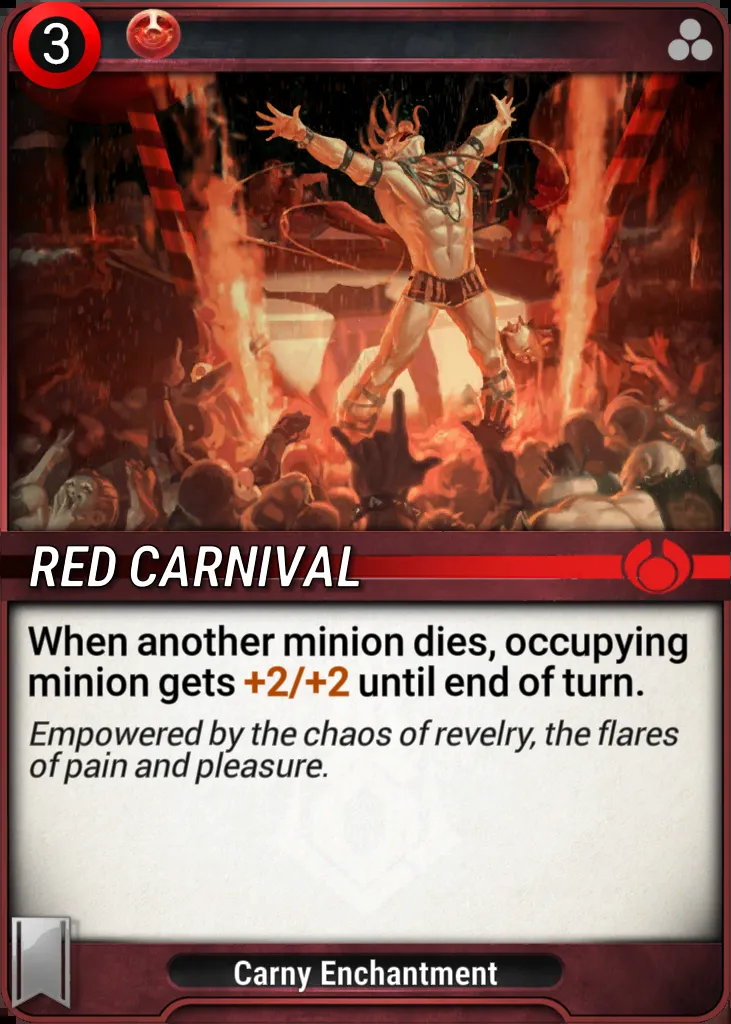 3
RED CARNIVAL
When another minion dies, occupying
minion gets +2/+2 until end of turn.
Empowered by the chaos of revelry, the flares
of pain and pleasure.
Carny Enchantment